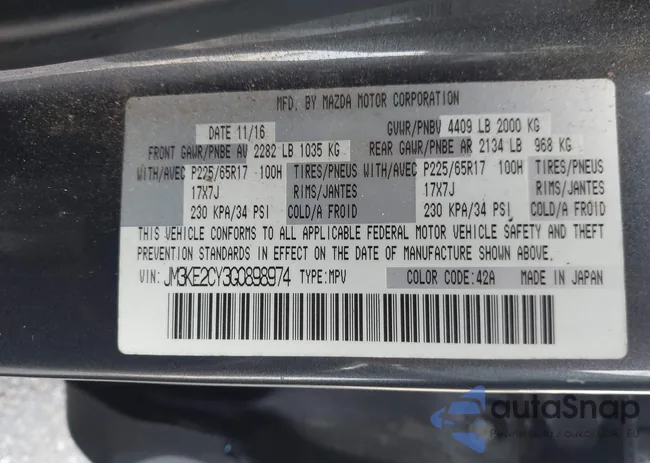 MFD. BY MAZDA MOTOR CORPORATION
DATE 11/16 GVWR/PNBV 4409 LB 2000 KG
FRONT GAWR/PNBE AV 2282 LB 1035 KG REAR GAWR/PNBE AR 2134 LB 968 KG
WITH/AVEC P225/65R17 100H TIRES/PNEUS WITH/AVEC P225/65R17 100H TIRES/PNEUS
17X7J RIMS/JANTES 17X7J RIMS/JANTES
230 KPA/34 PSI COLD/A FROID 230 KPA/34 PSI COLD/A FROID
THIS VEHICLE CONFORMS TO ALL APPLICABLE FEDERAL MOTOR VEHICLE SAFETY AND THEFT
PREVENTION STANDARDS IN EFFECT ON THE DATE OF MANUFACTURE SHOWN ABOVE.
VIN: JM3KE2CY3G0898974 TYPE:MPV COLOR CODE:42A MADE IN JAPAN
autaSnap